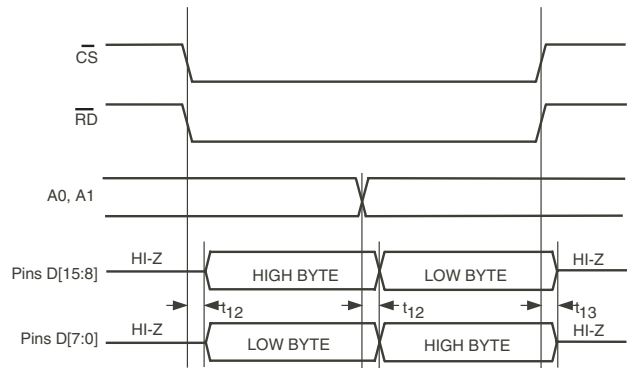 CS
RD
A0, A1
HI-Z
HIGH BYTE
LOW BYTE
HI-Z
Pins D[15:8]
t12
t12
t13
HI-Z
LOW BYTE
HIGH BYTE
HI-Z
Pins D[7:0]